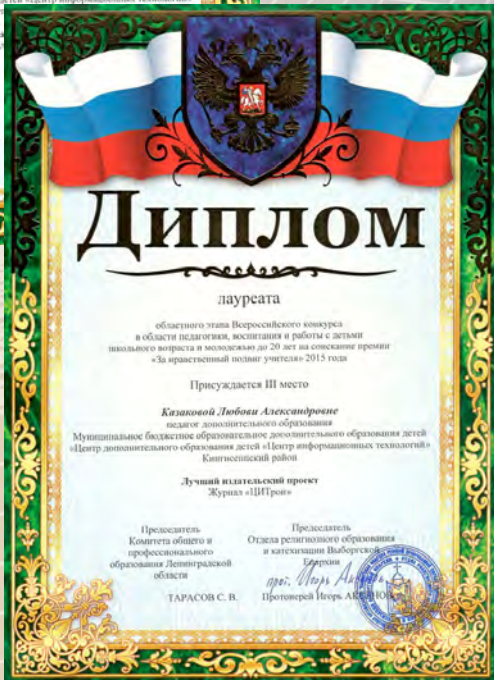 Диплом
лауреата
областного этапа Всероссийского конкурса
в области педагогики, воспитания и работы с детьми
школьного возраста и молодежью до 20 лет на соискание премии
«За нравственный подвиг учителя» 2015 года
Присуждается III место
Казаковой Любови Александровне
педагог дополнительного образования
Муниципальное бюджетное образовательное дополнительного образования детей
«Центр дополнительного образования детей «Центр информационных технологий»
Кингисеппский район
Лучший издательский проект
Журнал «ЦИТрон»
Председатель
Комитета общего и
профессионального
образования Ленинградской
области
ТАРАСОВ С. В.
Председатель
Отдела религиозного образования
и катехизации Выборгской
Епархии
прот. Игорь
Протоиерей Игорь АКСЕНОВ